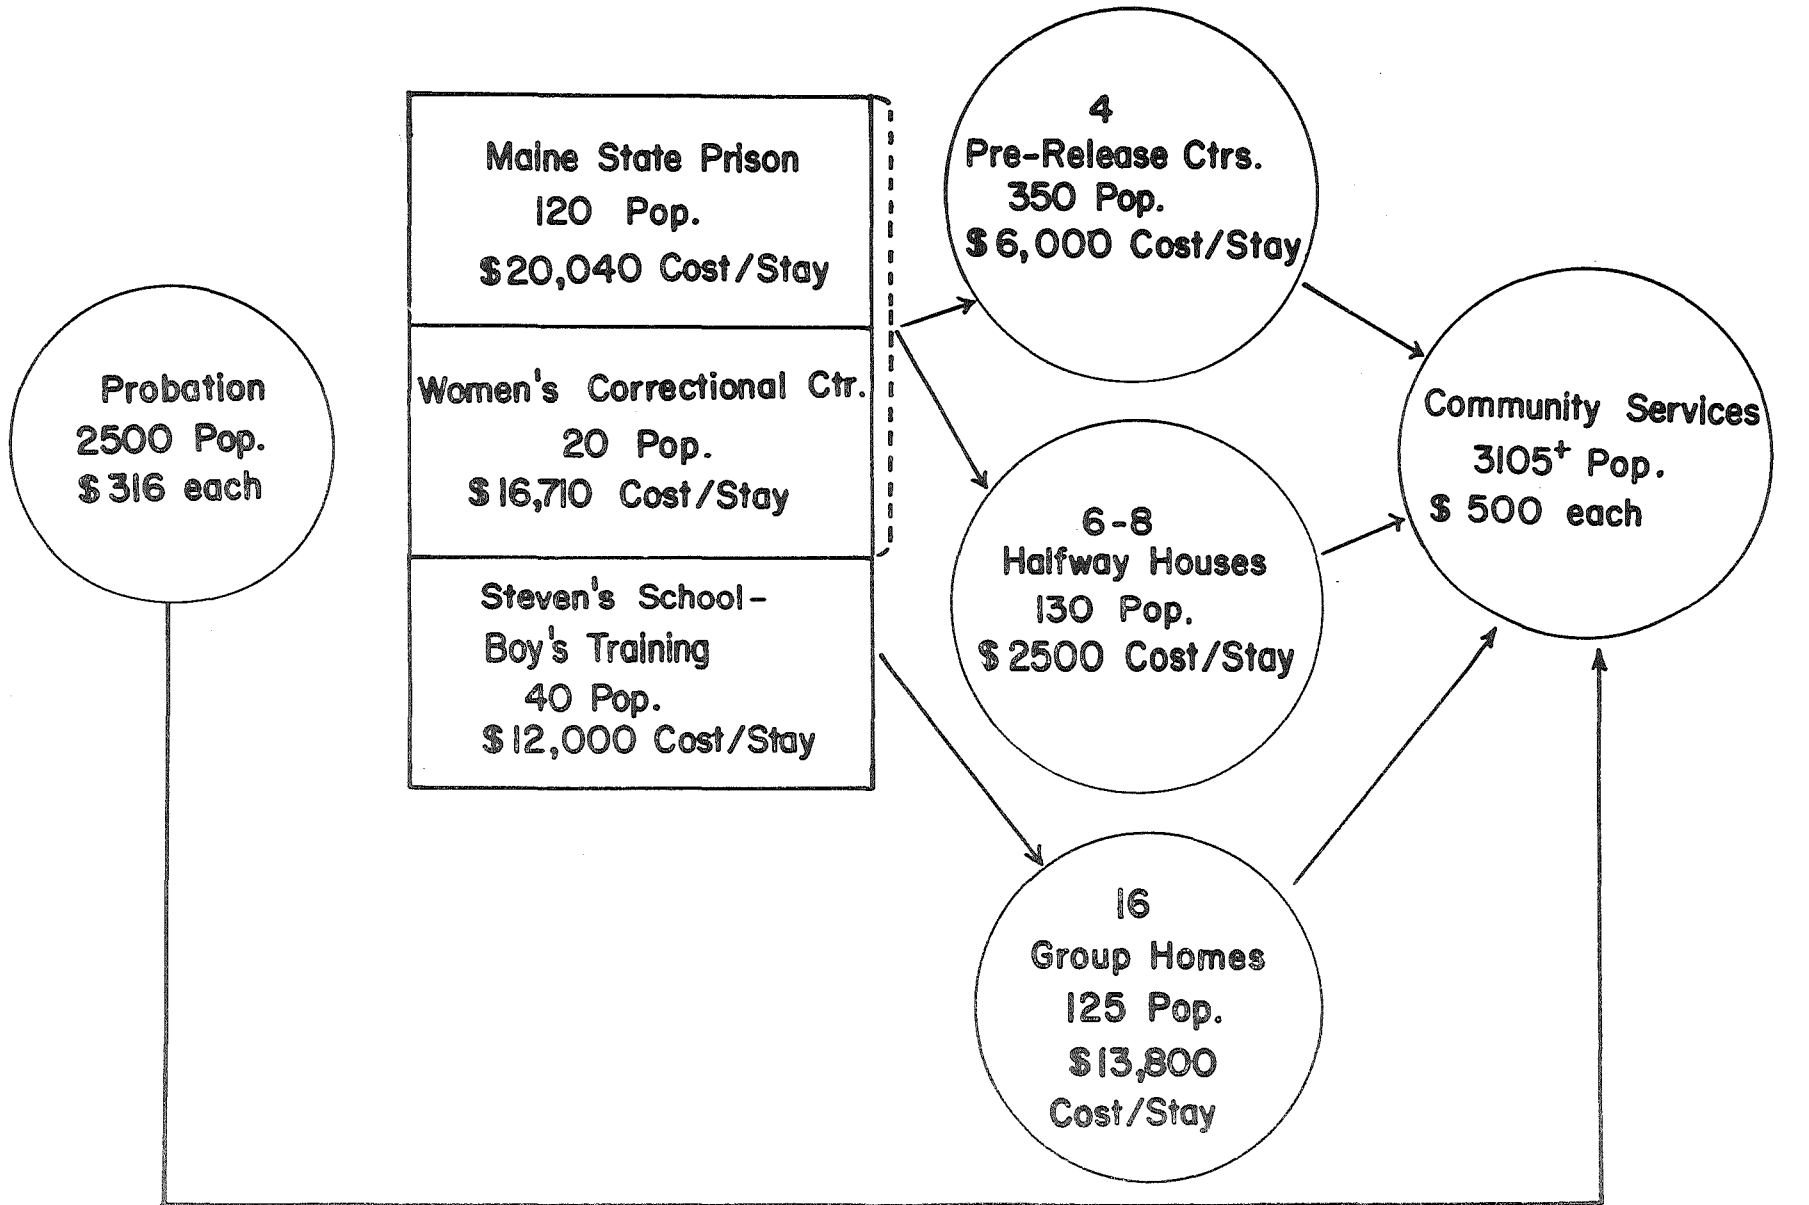 Probation
2500 Pop.
$316 each
Maine State Prison
120 Pop.
$20,040 Cost/Stay
Women's Correctional Ctr.
20 Pop.
$16,710 Cost/Stay
Steven's School-
Boy's Training
40 Pop.
$12,000 Cost/Stay
4
Pre-Release Ctrs.
350 Pop.
$6,000 Cost/Stay
6-8
Halfway Houses
130 Pop.
$2500 Cost/Stay
16
Group Homes
125 Pop.
$13,800
Cost/Stay
Community Services
3105+ Pop.
$ 500 each